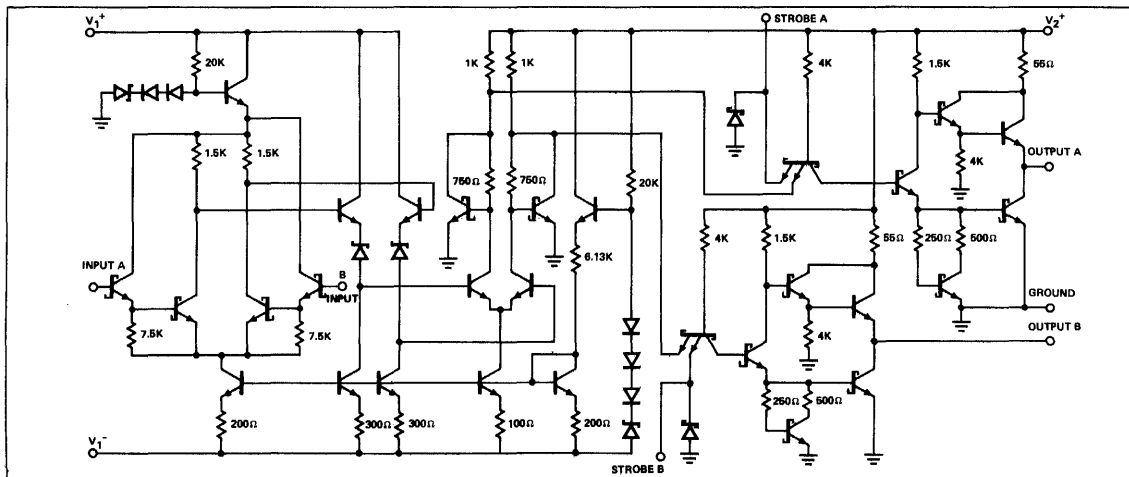 V1+
STROBE A
V2+
20K
1K
1K
4K
1.5K
55Ω
1.5K
1.5K
4K
OUTPUT A
750Ω
750Ω
20K
4K
1.5K
55Ω
250Ω
500Ω
6.13K
INPUT A
B
INPUT
GROUND
7.5K
7.5K
4K
OUTPUT B
200Ω
300Ω
300Ω
100Ω
200Ω
250Ω
500Ω
V1-
STROBE B